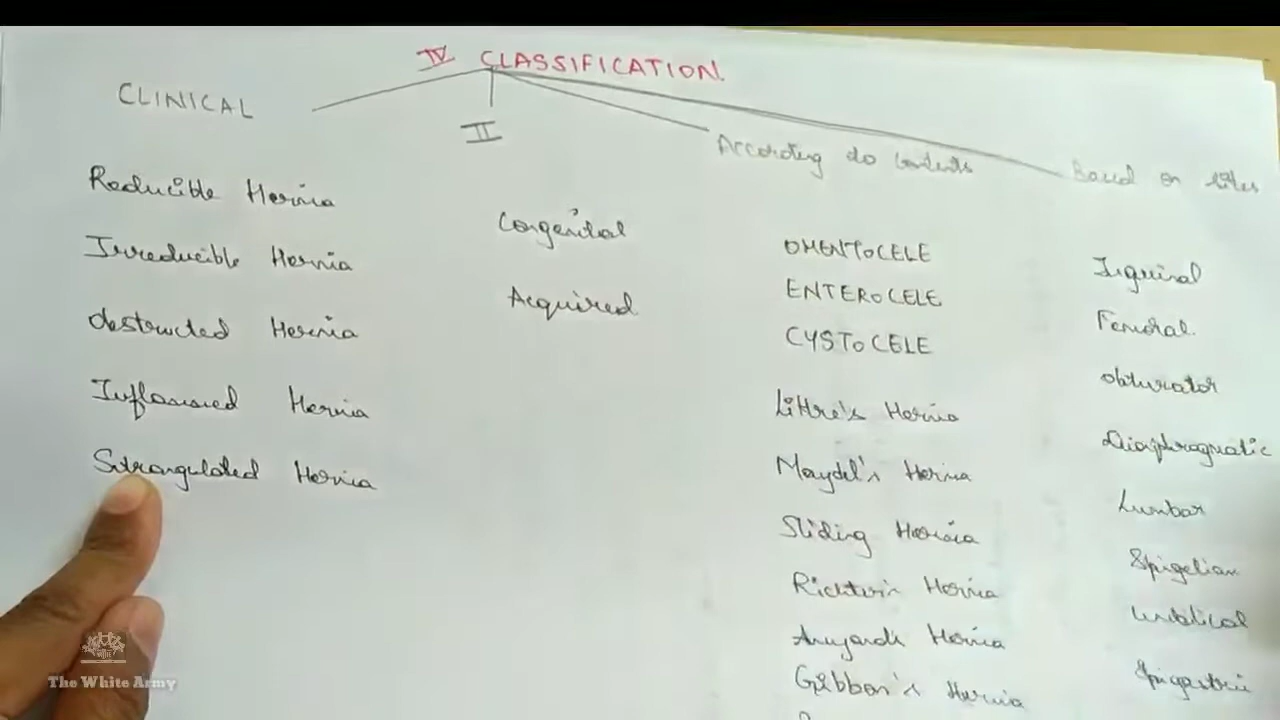 IV CLASSIFICATION
CLINICAL
Reducible Hernia
Irreducible Hernia
Obstructed Hernia
Inflamed Hernia
Strangulated Hernia
II
Congenital
Acquired
According to contents
OMENTOCELE
ENTEROCELE
CYSTOCELE
Littre's Hernia
Maydl's Hernia
Sliding Hernia
Richter's Hernia
Amyand's Hernia
Gibbon's Hernia
Based on sites
Inguinal
Femoral
Obturator
Diaphragmatic
Lumbar
Spigelian
Umbilical
Epigastric
The White Army